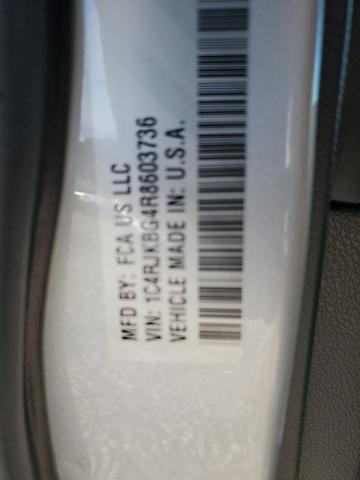 MFD BY: FCA US LLC
VIN: 1C4RJKBG4R8603736
VEHICLE MADE IN: U.S.A.